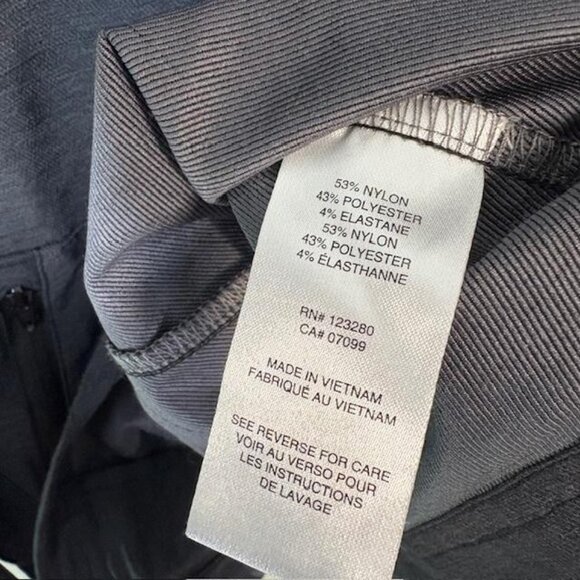 53% NYLON
43% POLYESTER
4% ELASTANE
53% NYLON
43% POLYESTER
4% ÉLASTHANNE
RN# 123280
CA# 07099
MADE IN VIETNAM
FABRIQUÉ AU VIETNAM
SEE REVERSE FOR CARE
VOIR AU VERSO POUR
LES INSTRUCTIONS
DE LAVAGE